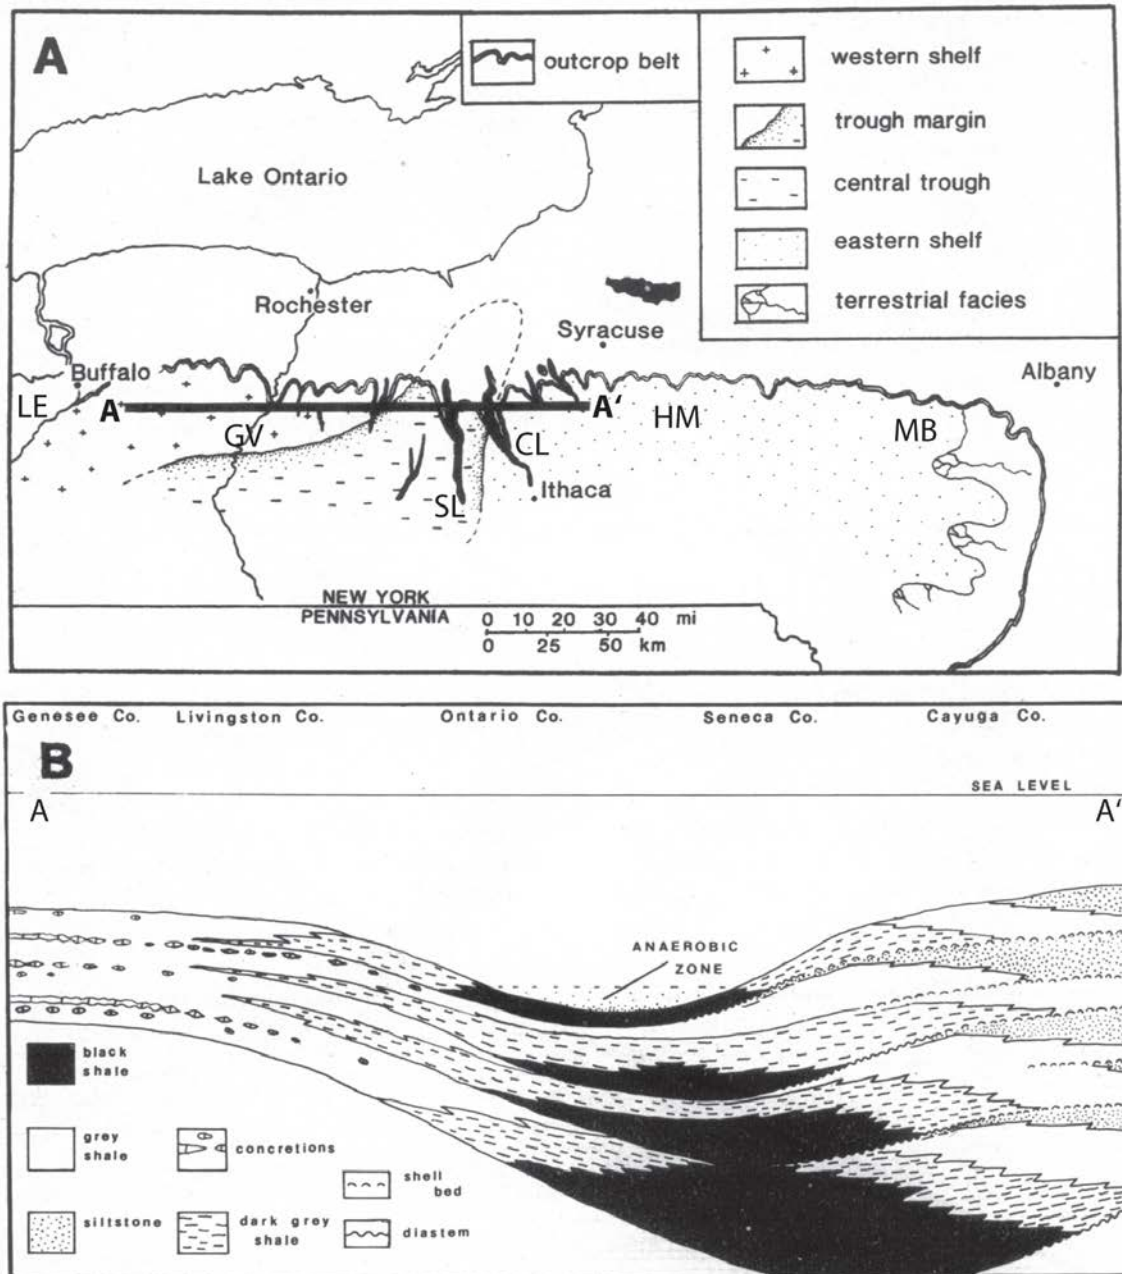 A
outcrop belt
western shelf
trough margin
central trough
eastern shelf
terrestrial facies
Lake Ontario
Rochester
Syracuse
Buffalo
Albany
LE
A
A'
HM
MB
GV
CL
SL
Ithaca
NEW YORK
PENNSYLVANIA
0 10 20 30 40 mi
0 25 50 km
Genesee Co. Livingston Co. Ontario Co. Seneca Co. Cayuga Co.
B
SEA LEVEL
A
A'
ANAEROBIC
ZONE
black
shale
grey
shale
concretions
shell
bed
siltstone
dark grey
shale
diastem